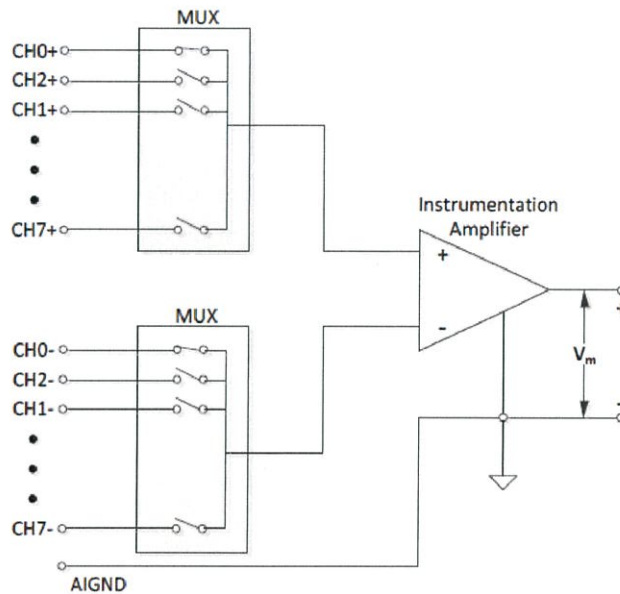 MUX
CH0+
CH2+
CH1+
CH7+
Instrumentation
Amplifier
+
-
Vm
MUX
CH0-
CH2-
CH1-
CH7-
AIGND